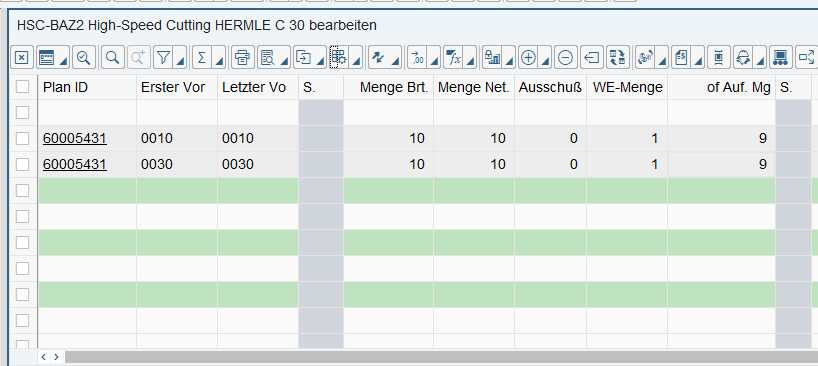 HSC-BAZ2 High-Speed Cutting HERMLE C 30 bearbeiten
Plan ID Erster Vor Letzter Vo S. Menge Brt. Menge Net. Ausschuß WE-Menge of Auf. Mg S.
60005431 0010 0010 10 10 0 1 9
60005431 0030 0030 10 10 0 1 9